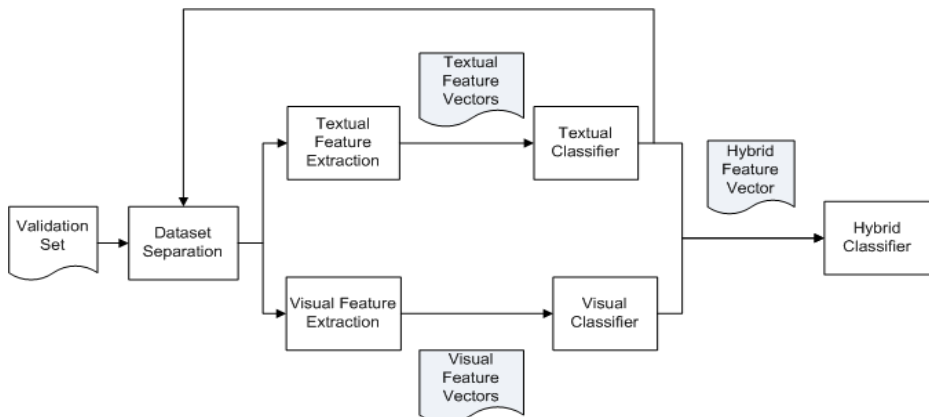 Textual
Feature
Vectors
Textual
Feature
Extraction
Textual
Classifier
Hybrid
Feature
Vector
Validation
Set
Dataset
Separation
Hybrid
Classifier
Visual Feature
Extraction
Visual
Classifier
Visual
Feature
Vectors